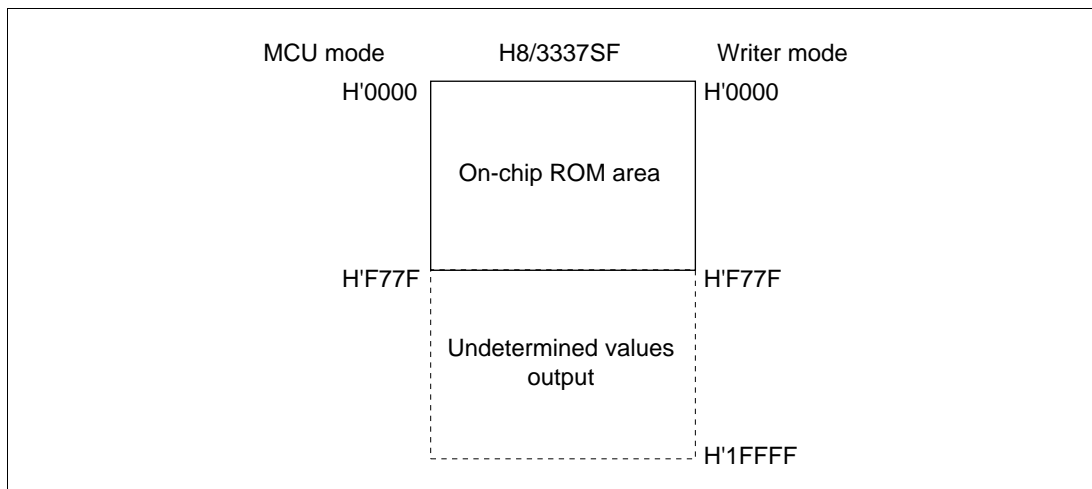 MCU mode H8/3337SF Writer mode
H'0000 H'0000
On-chip ROM area
H'F77F H'F77F
Undetermined values
output
H'1FFFF